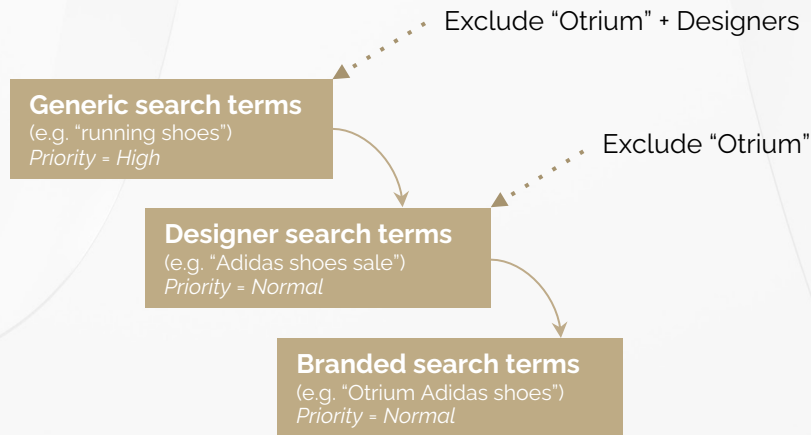 Exclude “Otrium” + Designers
Generic search terms
(e.g. “running shoes”)
Priority = High
Exclude “Otrium”
Designer search terms
(e.g. “Adidas shoes sale”)
Priority = Normal
Branded search terms
(e.g. “Otrium Adidas shoes”)
Priority = Normal